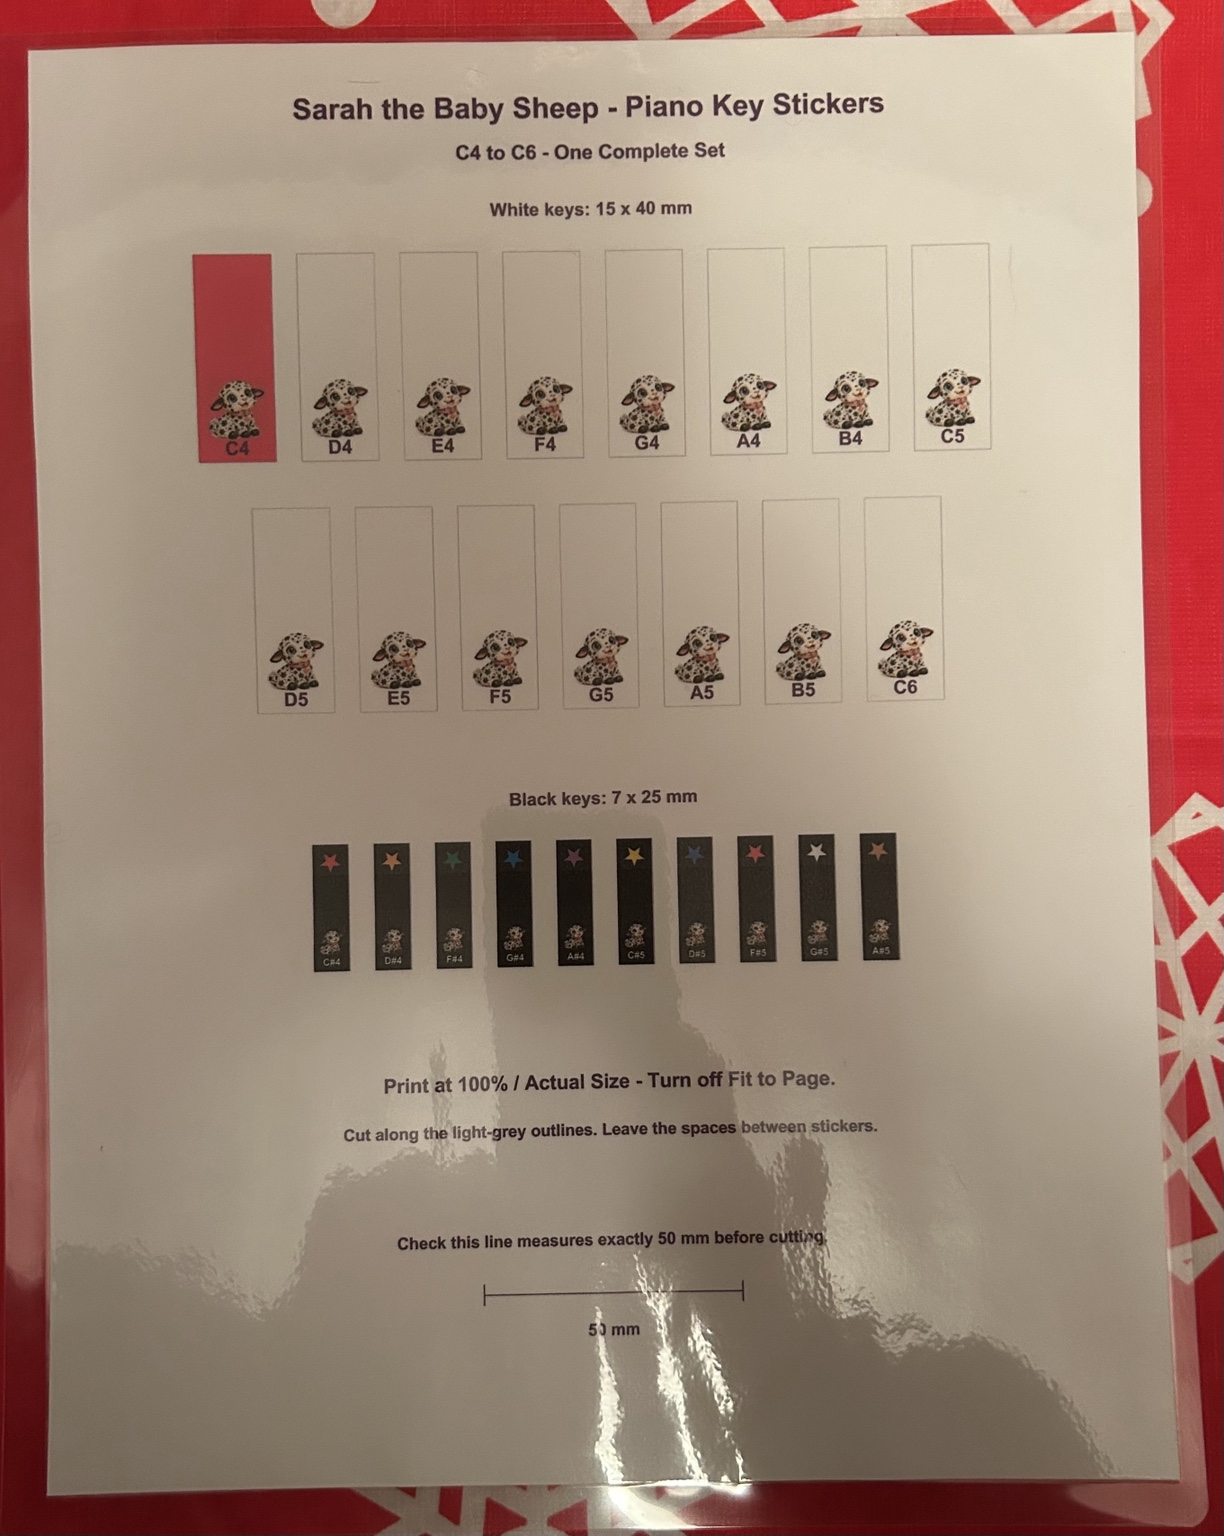 Sarah the Baby Sheep - Piano Key Stickers
C4 to C6 - One Complete Set
White keys: 15 x 40 mm
C4 D4 E4 F4 G4 A4 B4 C5
D5 E5 F5 G5 A5 B5 C6
Black keys: 7 x 25 mm
C#4 D#4 F#4 G#4 A#4 C#5 D#5 F#5 G#5 A#5
Print at 100% / Actual Size - Turn off Fit to Page.
Cut along the light-grey outlines. Leave the spaces between stickers.
Check this line measures exactly 50 mm before cutting.
50 mm